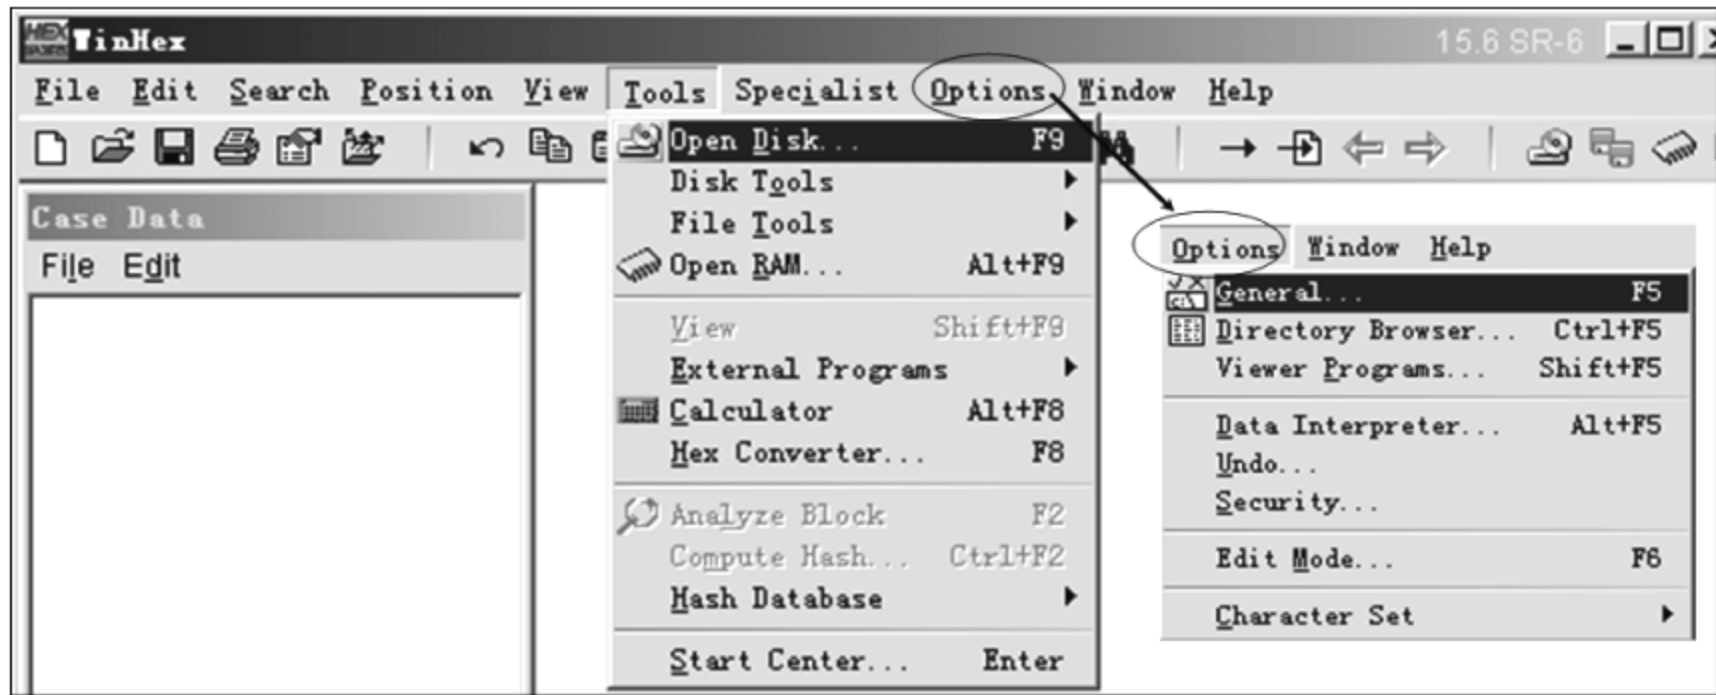 WinHex 15.6 SR-6
File Edit Search Position View Tools Specialist Options Window Help
Case Data
File Edit
Open Disk... F9
Disk Tools
File Tools
Open RAM... Alt+F9
View Shift+F9
External Programs
Calculator Alt+F8
Hex Converter... F8
Analyze Block F2
Compute Hash... Ctrl+F2
Hash Database
Start Center... Enter
Options Window Help
General... F5
Directory Browser... Ctrl+F5
Viewer Programs... Shift+F5
Data Interpreter... Alt+F5
Undo...
Security...
Edit Mode... F6
Character Set